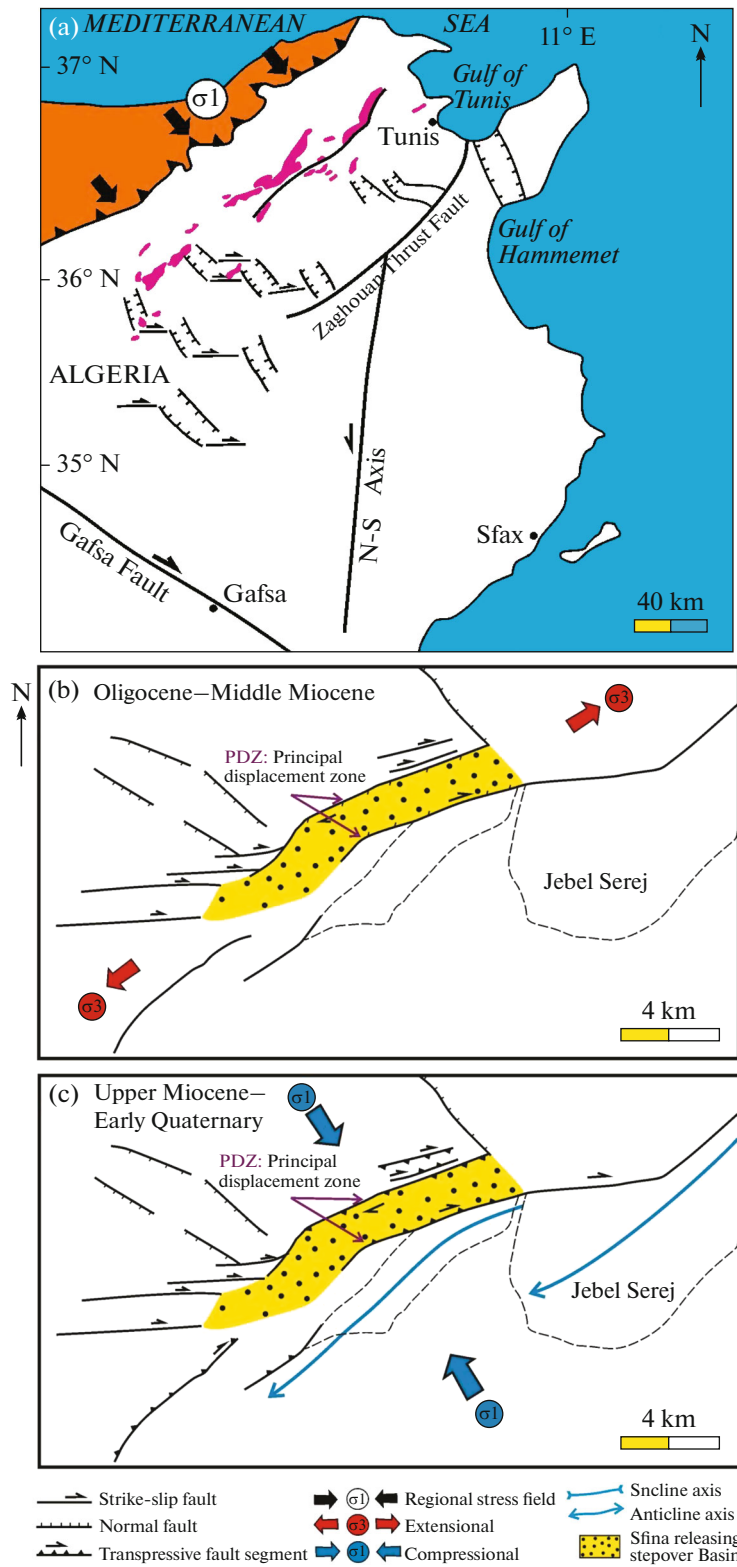 (a) MEDITERRANEAN SEA
11° E
N
37° N
σ1
Gulf of
Tunis
Tunis
Gulf of
Hammemet
Zaghouan Thrust Fault
36° N
ALGERIA
35° N
N-S Axis
Sfax
Gafsa Fault
Gafsa
40 km
N
(b) Oligocene–Middle Miocene
σ3
PDZ: Principal
displacement zone
Jebel Serej
σ3
4 km
(c) Upper Miocene–
Early Quaternary
σ1
PDZ: Principal
displacement zone
Jebel Serej
σ1
4 km
Strike-slip fault
Normal fault
Transpressive fault segment
σ1 Regional stress field
σ3 Extensional
σ1 Compressional
Sncline axis
Anticline axis
Sfina releasing
stepover Basin